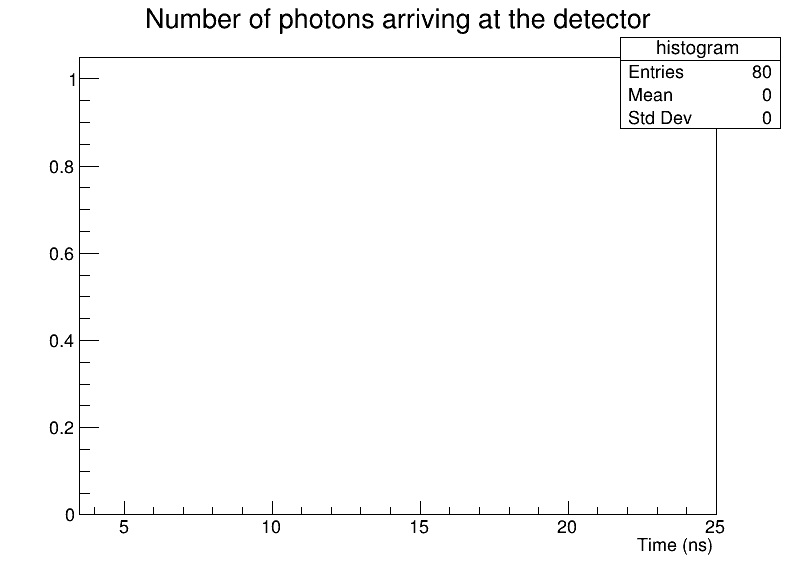 Number of photons arriving at the detector
histogram
Entries 80
Mean 0
Std Dev 0
1
0.8
0.6
0.4
0.2
0
5 10 15 20 25
Time (ns)